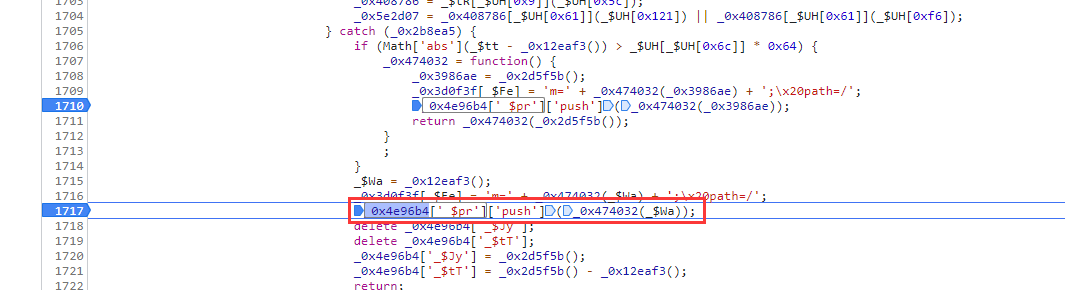 1703 _0x408786 = _$tR[_$UH[0x9]](_$UH[0x5c]);
1704 _0x5e2d07 = _0x408786[_$UH[0x61]](_$UH[0x121]) || _0x408786[_$UH[0x61]](_$UH[0xf6]);
1705 } catch (_0x2b8ea5) {
1706 if (Math['abs'](_$tt - _0x12eaf3()) > _$UH[_$UH[0x6c]] * 0x64) {
1707 _0x474032 = function() {
1708 _0x3986ae = _0x2d5f5b();
1709 _0x3d0f3f[_$Fe] = 'm=' + _0x474032(_0x3986ae) + ';\x20path=/';
1710 _0x4e96b4['_$pr']['push'](_0x474032(_0x3986ae));
1711 return _0x474032(_0x2d5f5b());
1712 }
1713 ;
1714 }
1715 _$Wa = _0x12eaf3();
1716 _0x3d0f3f[_$Fe] = 'm=' + _0x474032(_$Wa) + ';\x20path=/';
1717 _0x4e96b4['_$pr']['push'](_0x474032(_$Wa));
1718 delete _0x4e96b4['_$Jy'];
1719 delete _0x4e96b4['_$tT'];
1720 _0x4e96b4['_$Jy'] = _0x2d5f5b();
1721 _0x4e96b4['_$tT'] = _0x2d5f5b() - _0x12eaf3();
1722 return;